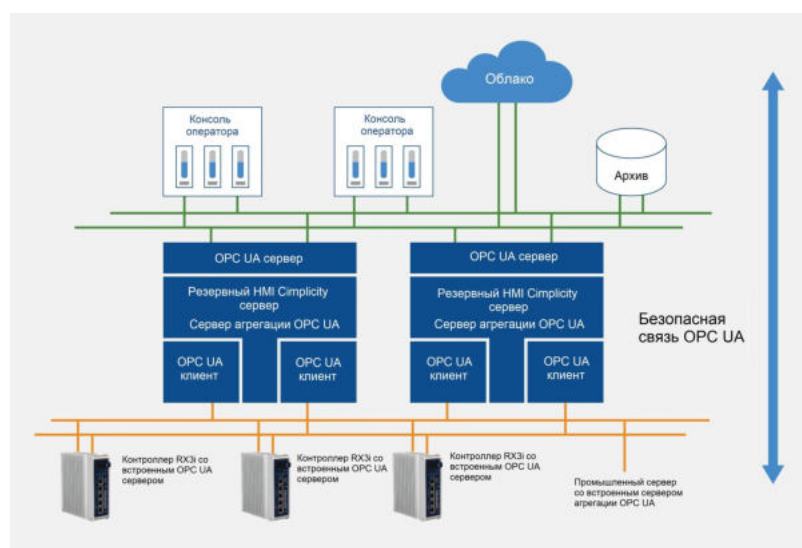 Облако
Консоль
оператора
Консоль
оператора
Архив
OPC UA сервер
OPC UA сервер
Резервный HMI Cimplicity
сервер
Сервер агрегации OPC UA
Резервный HMI Cimplicity
сервер
Сервер агрегации OPC UA
OPC UA
клиент
OPC UA
клиент
OPC UA
клиент
OPC UA
клиент
Безопасная
связь OPC UA
Контроллер RX3i со
встроенным OPC UA
сервером
Контроллер RX3i со
встроенным OPC UA
сервером
Контроллер RX3i со
встроенным OPC UA
сервером
Промышленный сервер
со встроенным сервером
агрегации OPC UA